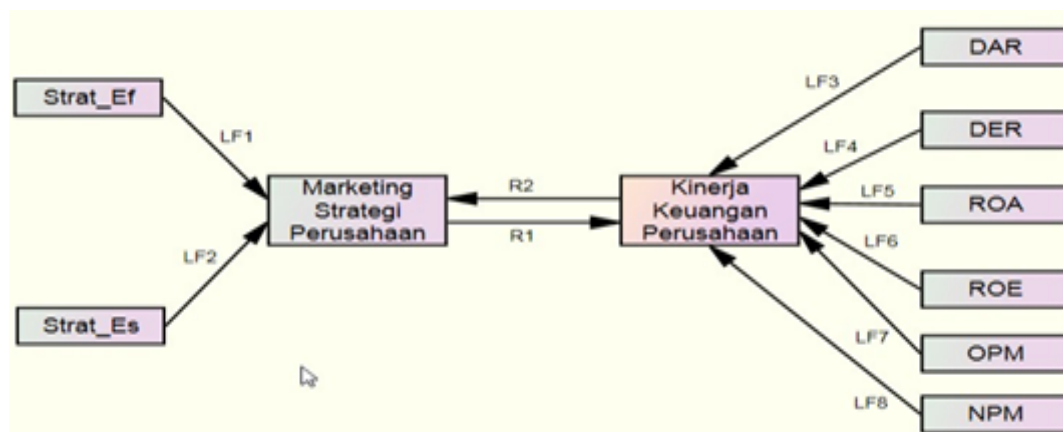 DAR
Strat_Ef
LF3
LF1
LF4
DER
Marketing
Strategi
Perusahaan
R2
R1
Kinerja
Keuangan
Perusahaan
LF5
ROA
LF2
LF6
ROE
Strat_Es
LF7
OPM
LF8
NPM